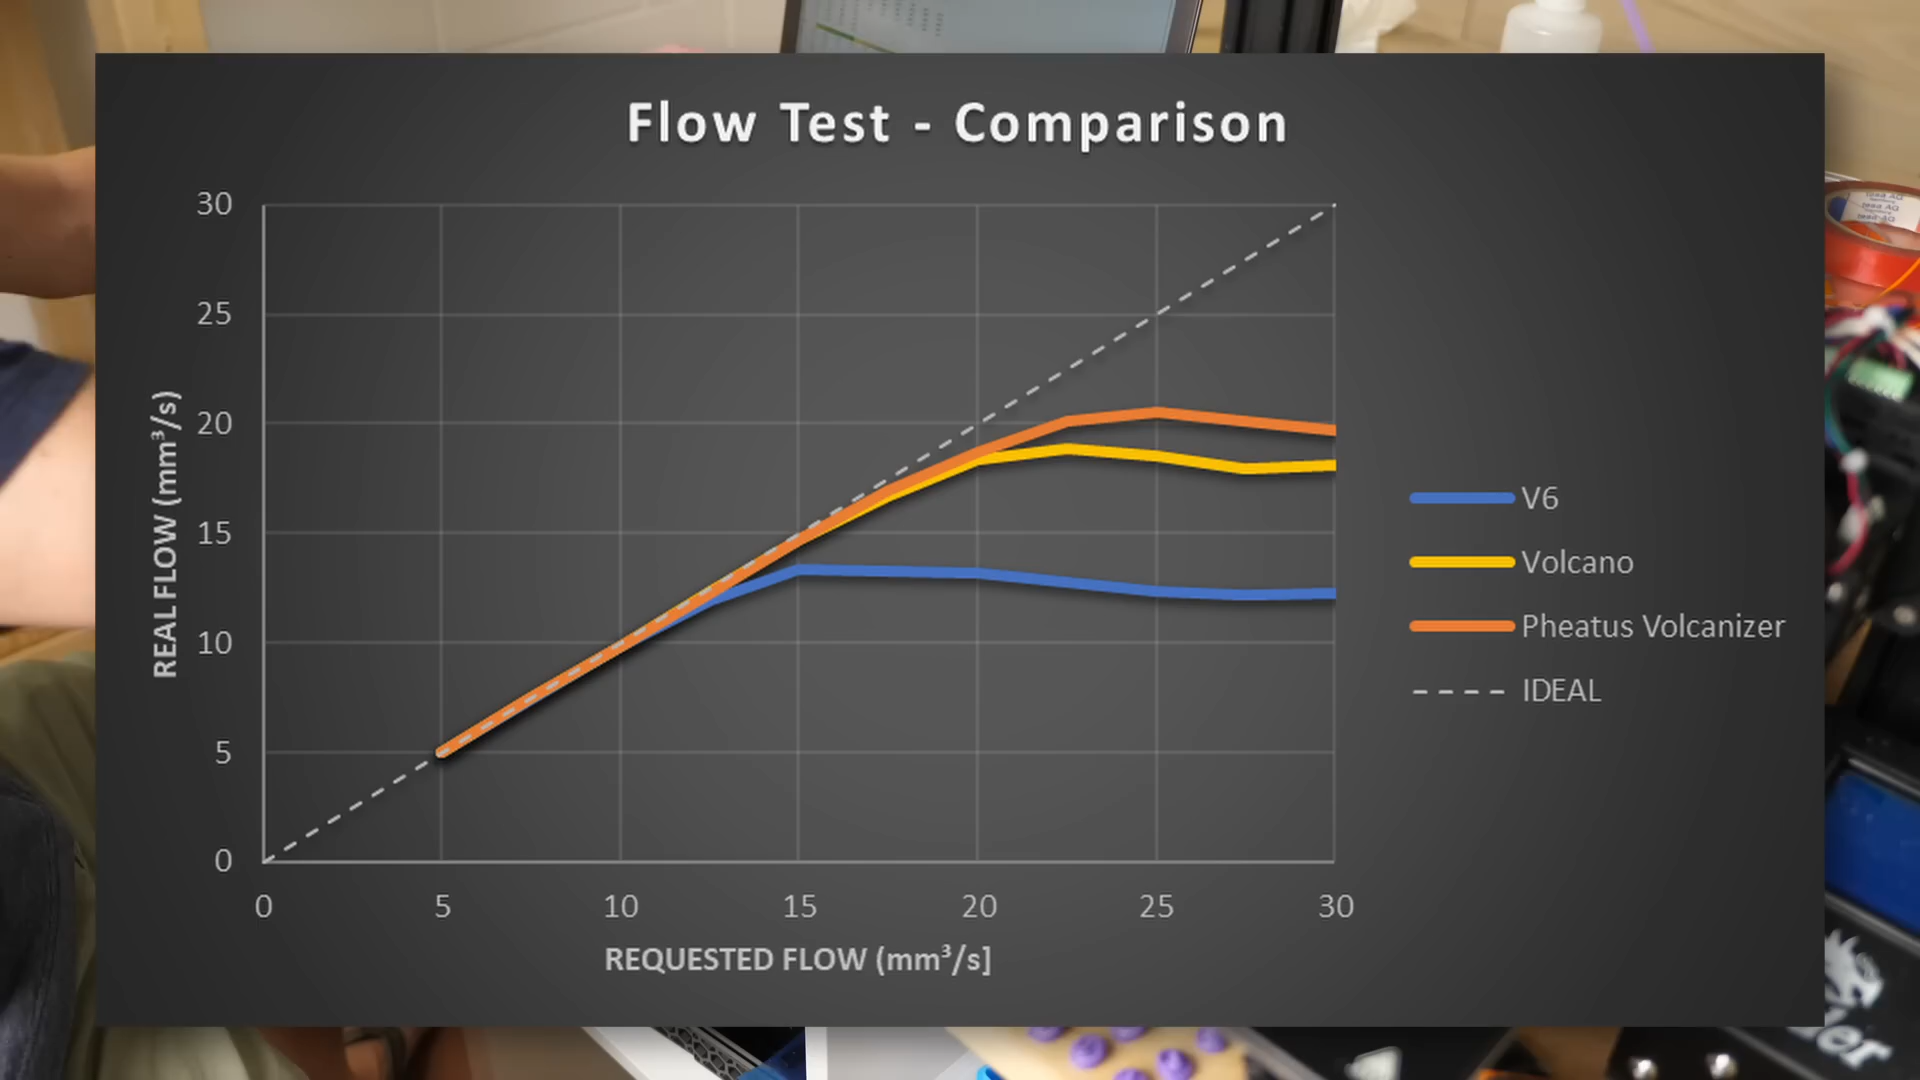 Flow Test - Comparison
30
25
20
15
10
5
0
REAL FLOW (mm³/s)
0 5 10 15 20 25 30
REQUESTED FLOW (mm³/s]
V6
Volcano
Pheatus Volcanizer
IDEAL